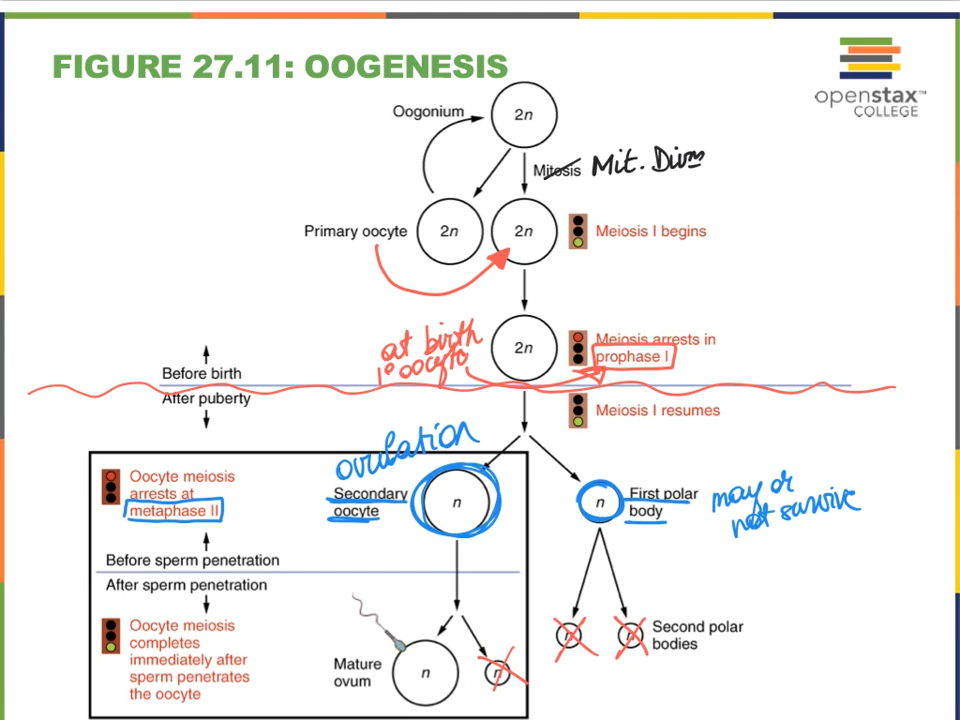 FIGURE 27.11: OOGENESIS
openstax™
COLLEGE
Oogonium
2n
Mitosis
Mit. Divn
Primary oocyte
2n
2n
Meiosis I begins
at birth
1° oocyte
2n
Meiosis arrests in
prophase I
Before birth
After puberty
Meiosis I resumes
ovulation
Oocyte meiosis
arrests at
metaphase II
Secondary
oocyte
n
n
First polar
body
may or
not survive
Before sperm penetration
After sperm penetration
Oocyte meiosis
completes
immediately after
sperm penetrates
the oocyte
Mature
ovum
n
n
n
n
Second polar
bodies